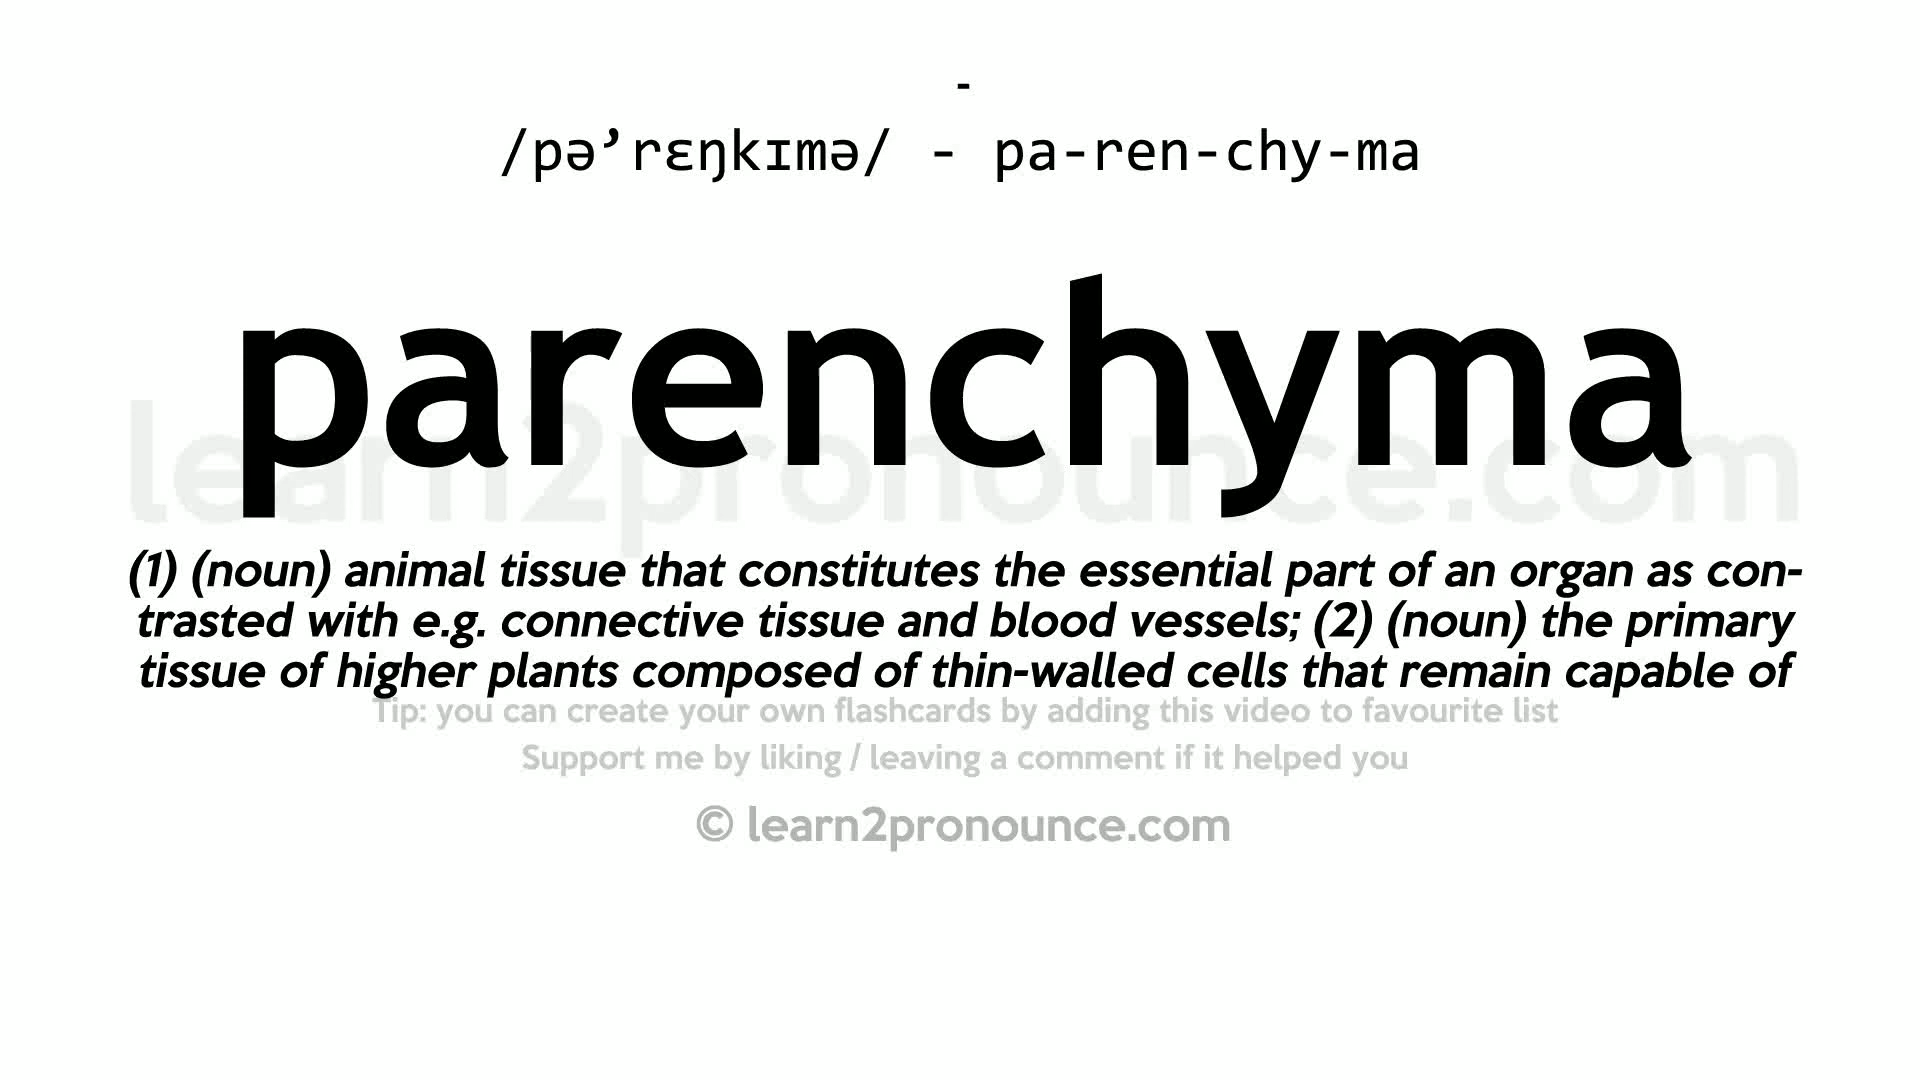 -
/pə’rɛŋkɪmə/ - pa-ren-chy-ma
parenchyma
learn2pronounce.com
(1) (noun) animal tissue that constitutes the essential part of an organ as con-
trasted with e.g. connective tissue and blood vessels; (2) (noun) the primary
tissue of higher plants composed of thin-walled cells that remain capable of
Tip: you can create your own flashcards by adding this video to favourite list
Support me by liking / leaving a comment if it helped you
© learn2pronounce.com